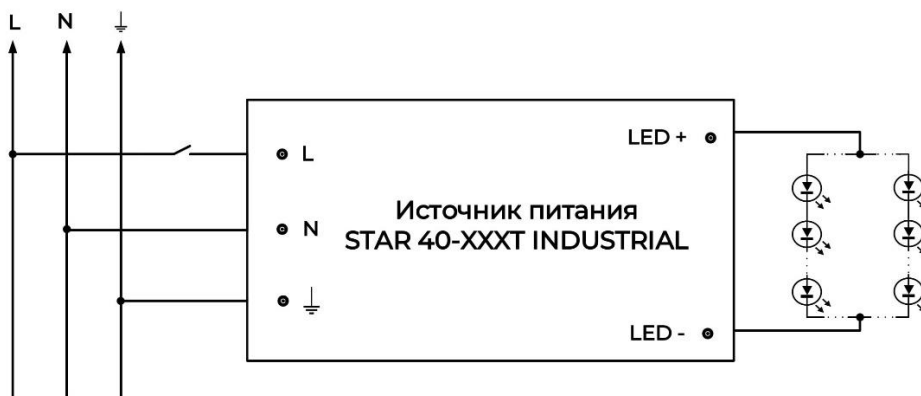 L N ⏚
L
LED +
Источник питания
STAR 40-XXXT INDUSTRIAL
N
⏚
LED -